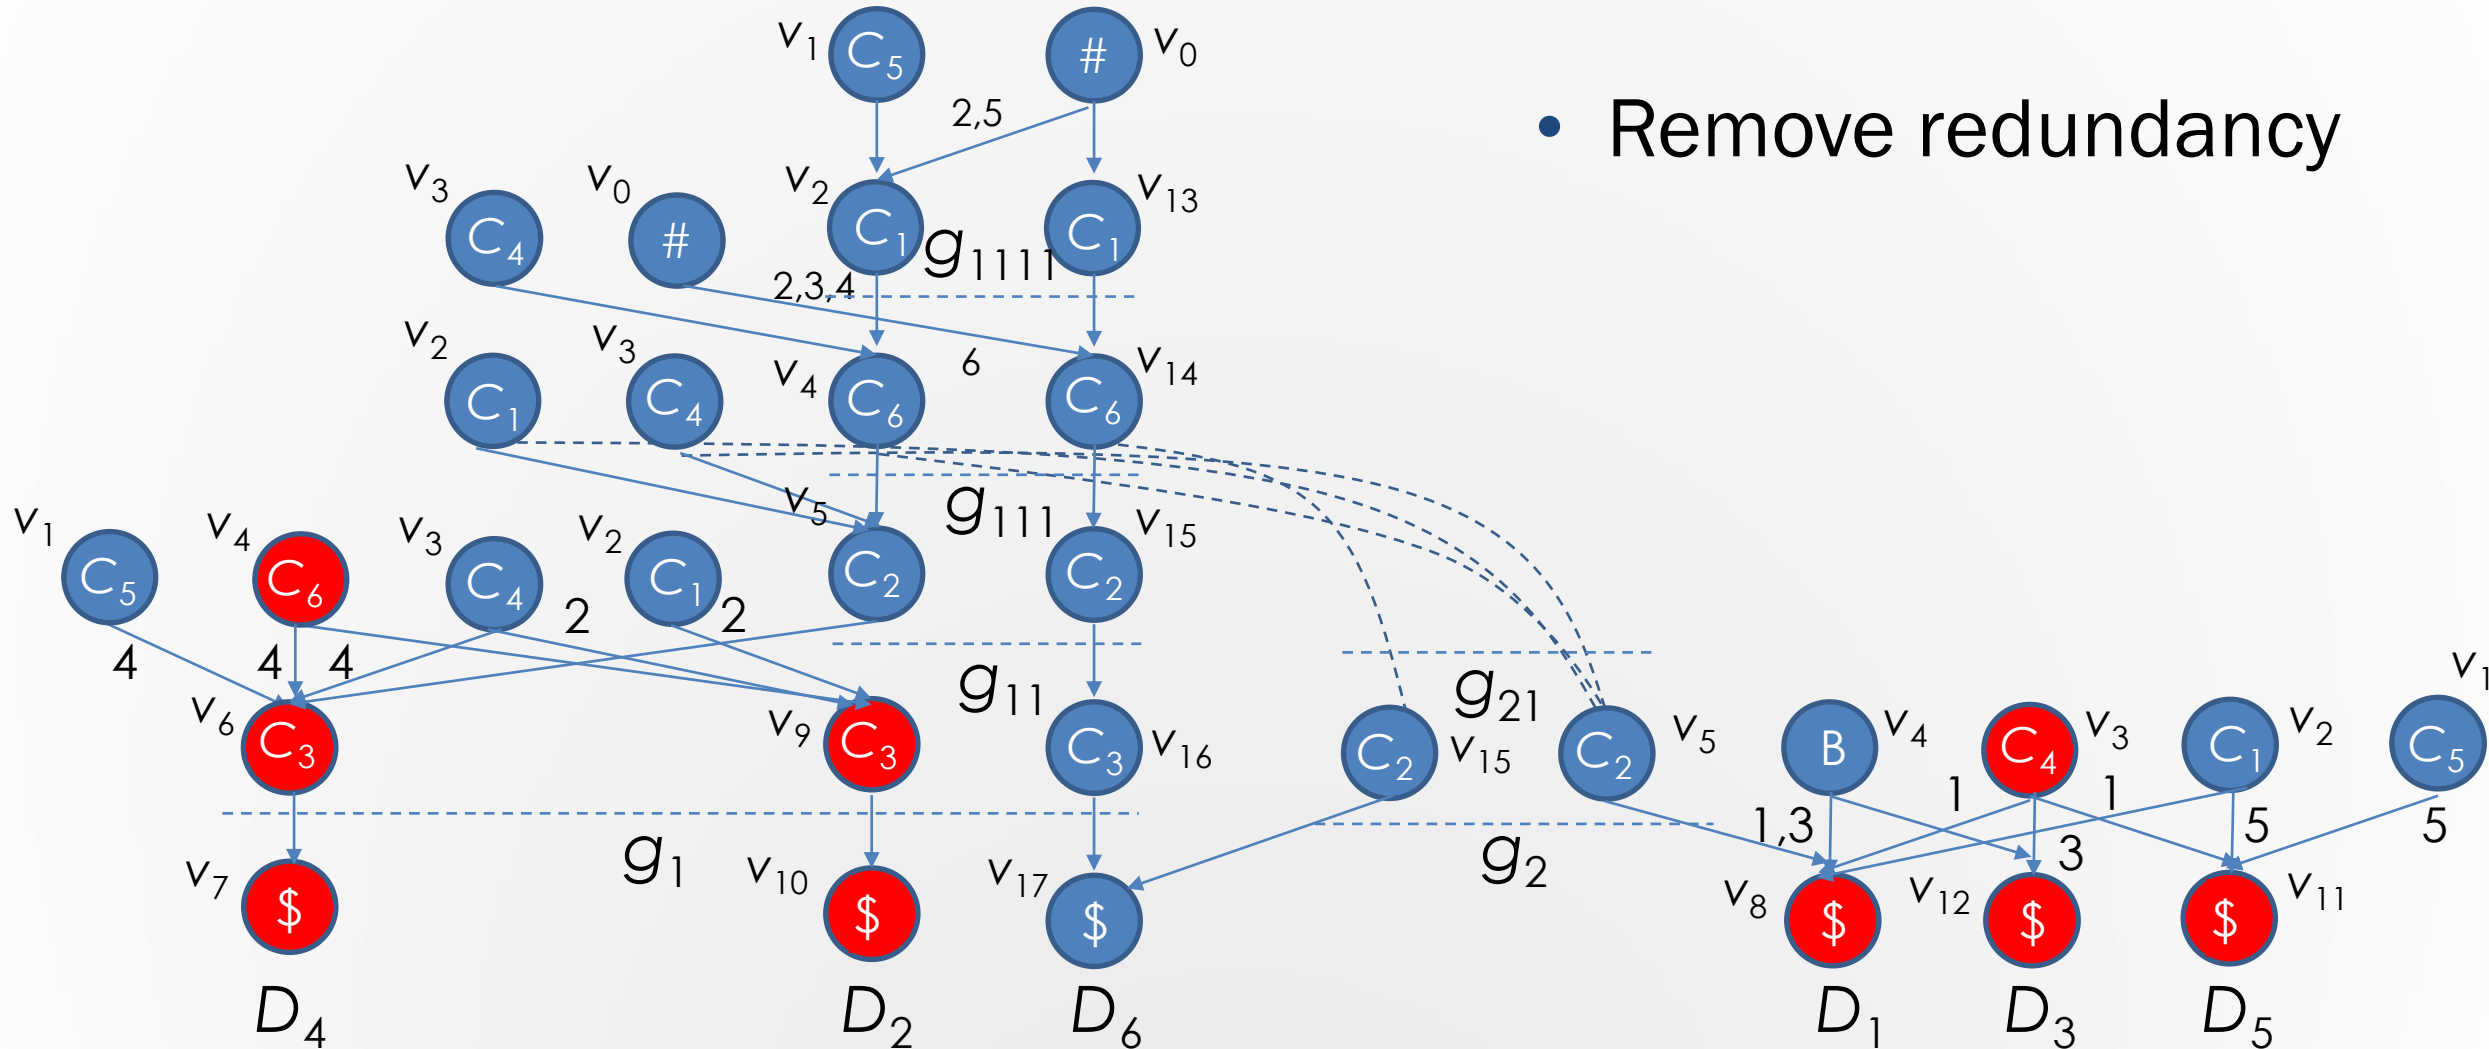 v1 C5 # v0
2,5
• Remove redundancy
v3 C4 v0 # v2 C1 g1111 C1 v13
2,3,4
v2 C1 v3 C4 v4 C6 6 C6 v14
v1 C5 v4 C6 v3 C4 v2 C1 v5 C2 g111 C2 v15
4 4 4 2 2
v6 C3 v9 C3 g11 C3 v16 C2 v15 g21 C2 v5 B v4 C4 v3 C1 v2 C5 v1
1,3 1 3 1 5 5
v7 $ g1 v10 $ v17 $ g2 v8 $ v12 $ $ v11
D4 D2 D6 D1 D3 D5